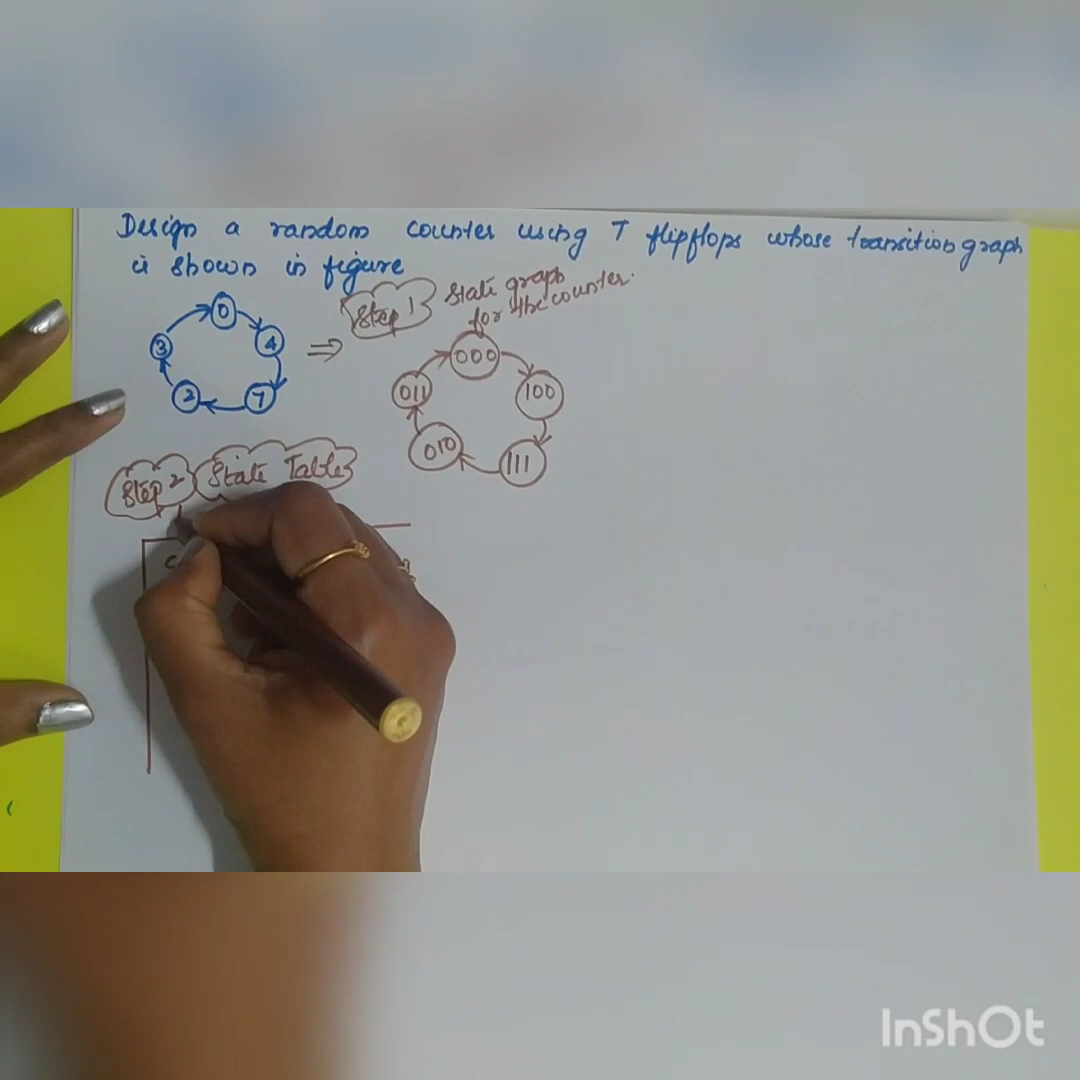 Design a random counter using T flipflops whose transition graph
is shown in figure
Step 1
State graph
for the counter.
0
4
7
2
3
⇒
000
100
111
010
011
Step 2 State Table
C
InShOt